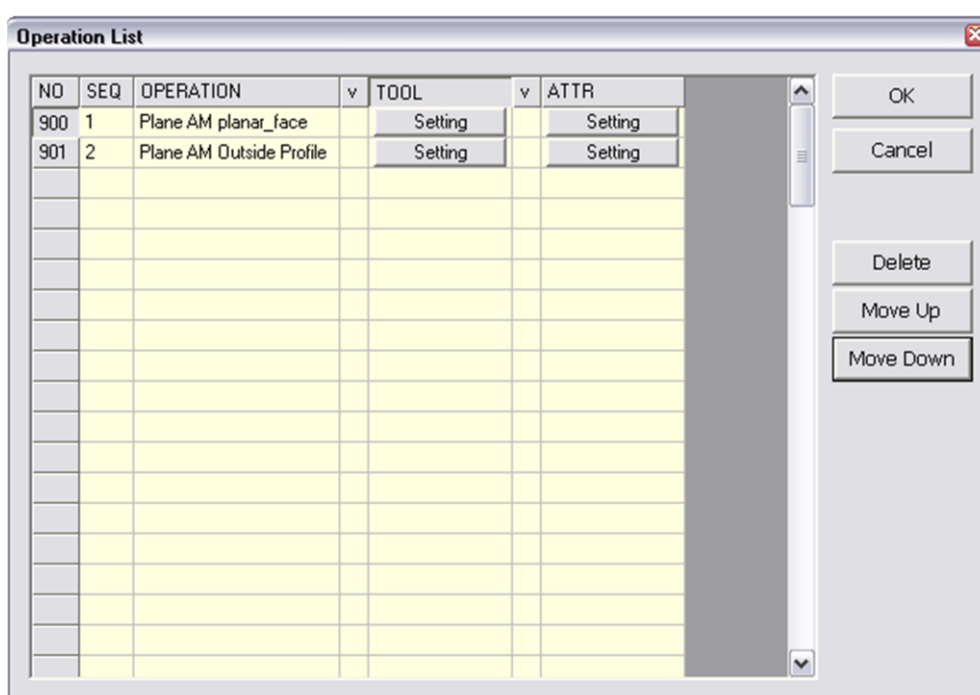 Operation List
NO SEQ OPERATION v TOOL v ATTR
900 1 Plane AM planar_face Setting Setting
901 2 Plane AM Outside Profile Setting Setting
OK
Cancel
Delete
Move Up
Move Down